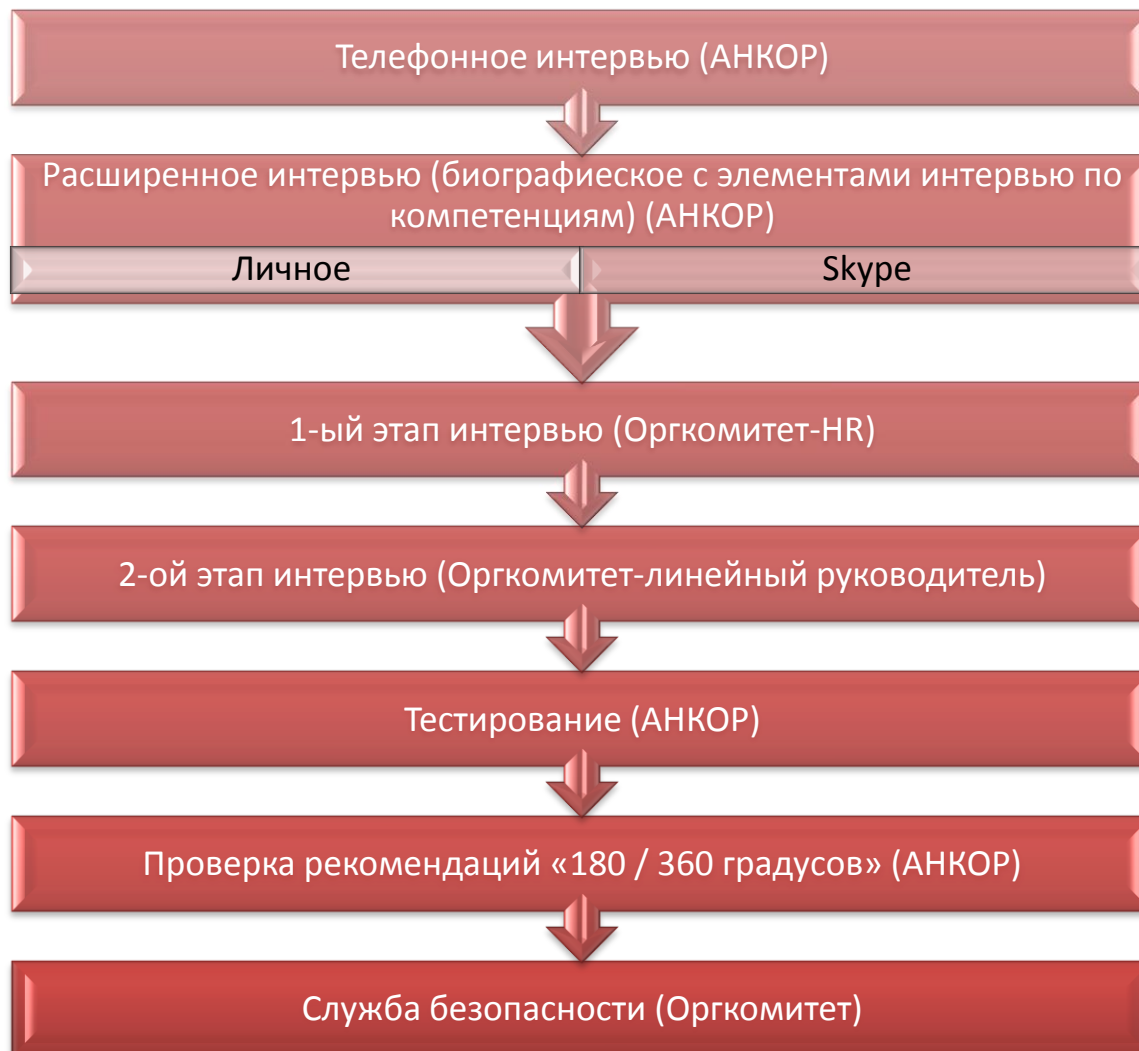 Телефонное интервью (АНКОР)
Расширенное интервью (биографиеское с элементами интервью по
компетенциям) (АНКОР)
Личное
Skype
1-ый этап интервью (Оргкомитет-HR)
2-ой этап интервью (Оргкомитет-линейный руководитель)
Тестирование (АНКОР)
Проверка рекомендаций «180 / 360 градусов» (АНКОР)
Служба безопасности (Оргкомитет)